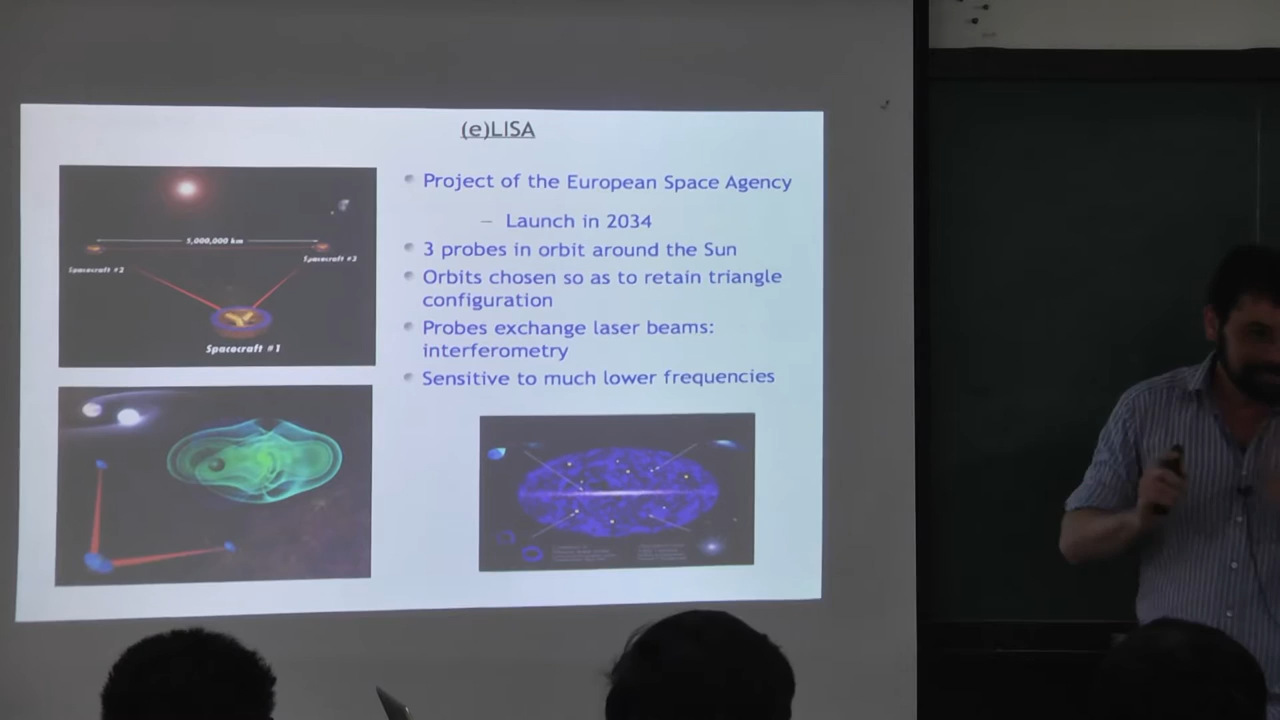 (e)LISA
Project of the European Space Agency
– Launch in 2034
3 probes in orbit around the Sun
Orbits chosen so as to retain triangle
configuration
Probes exchange laser beams:
interferometry
Sensitive to much lower frequencies
5,000,000 km
Spacecraft #2
Spacecraft #3
Spacecraft #1